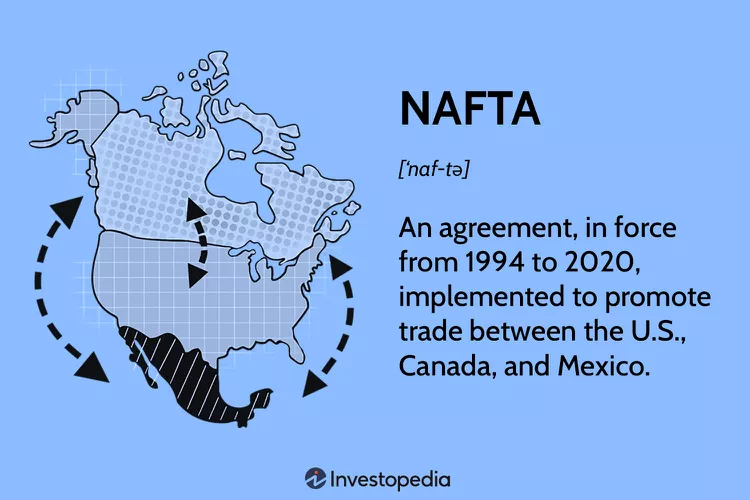 NAFTA
['naf-tə]
An agreement, in force
from 1994 to 2020,
implemented to promote
trade between the U.S.,
Canada, and Mexico.
Investopedia